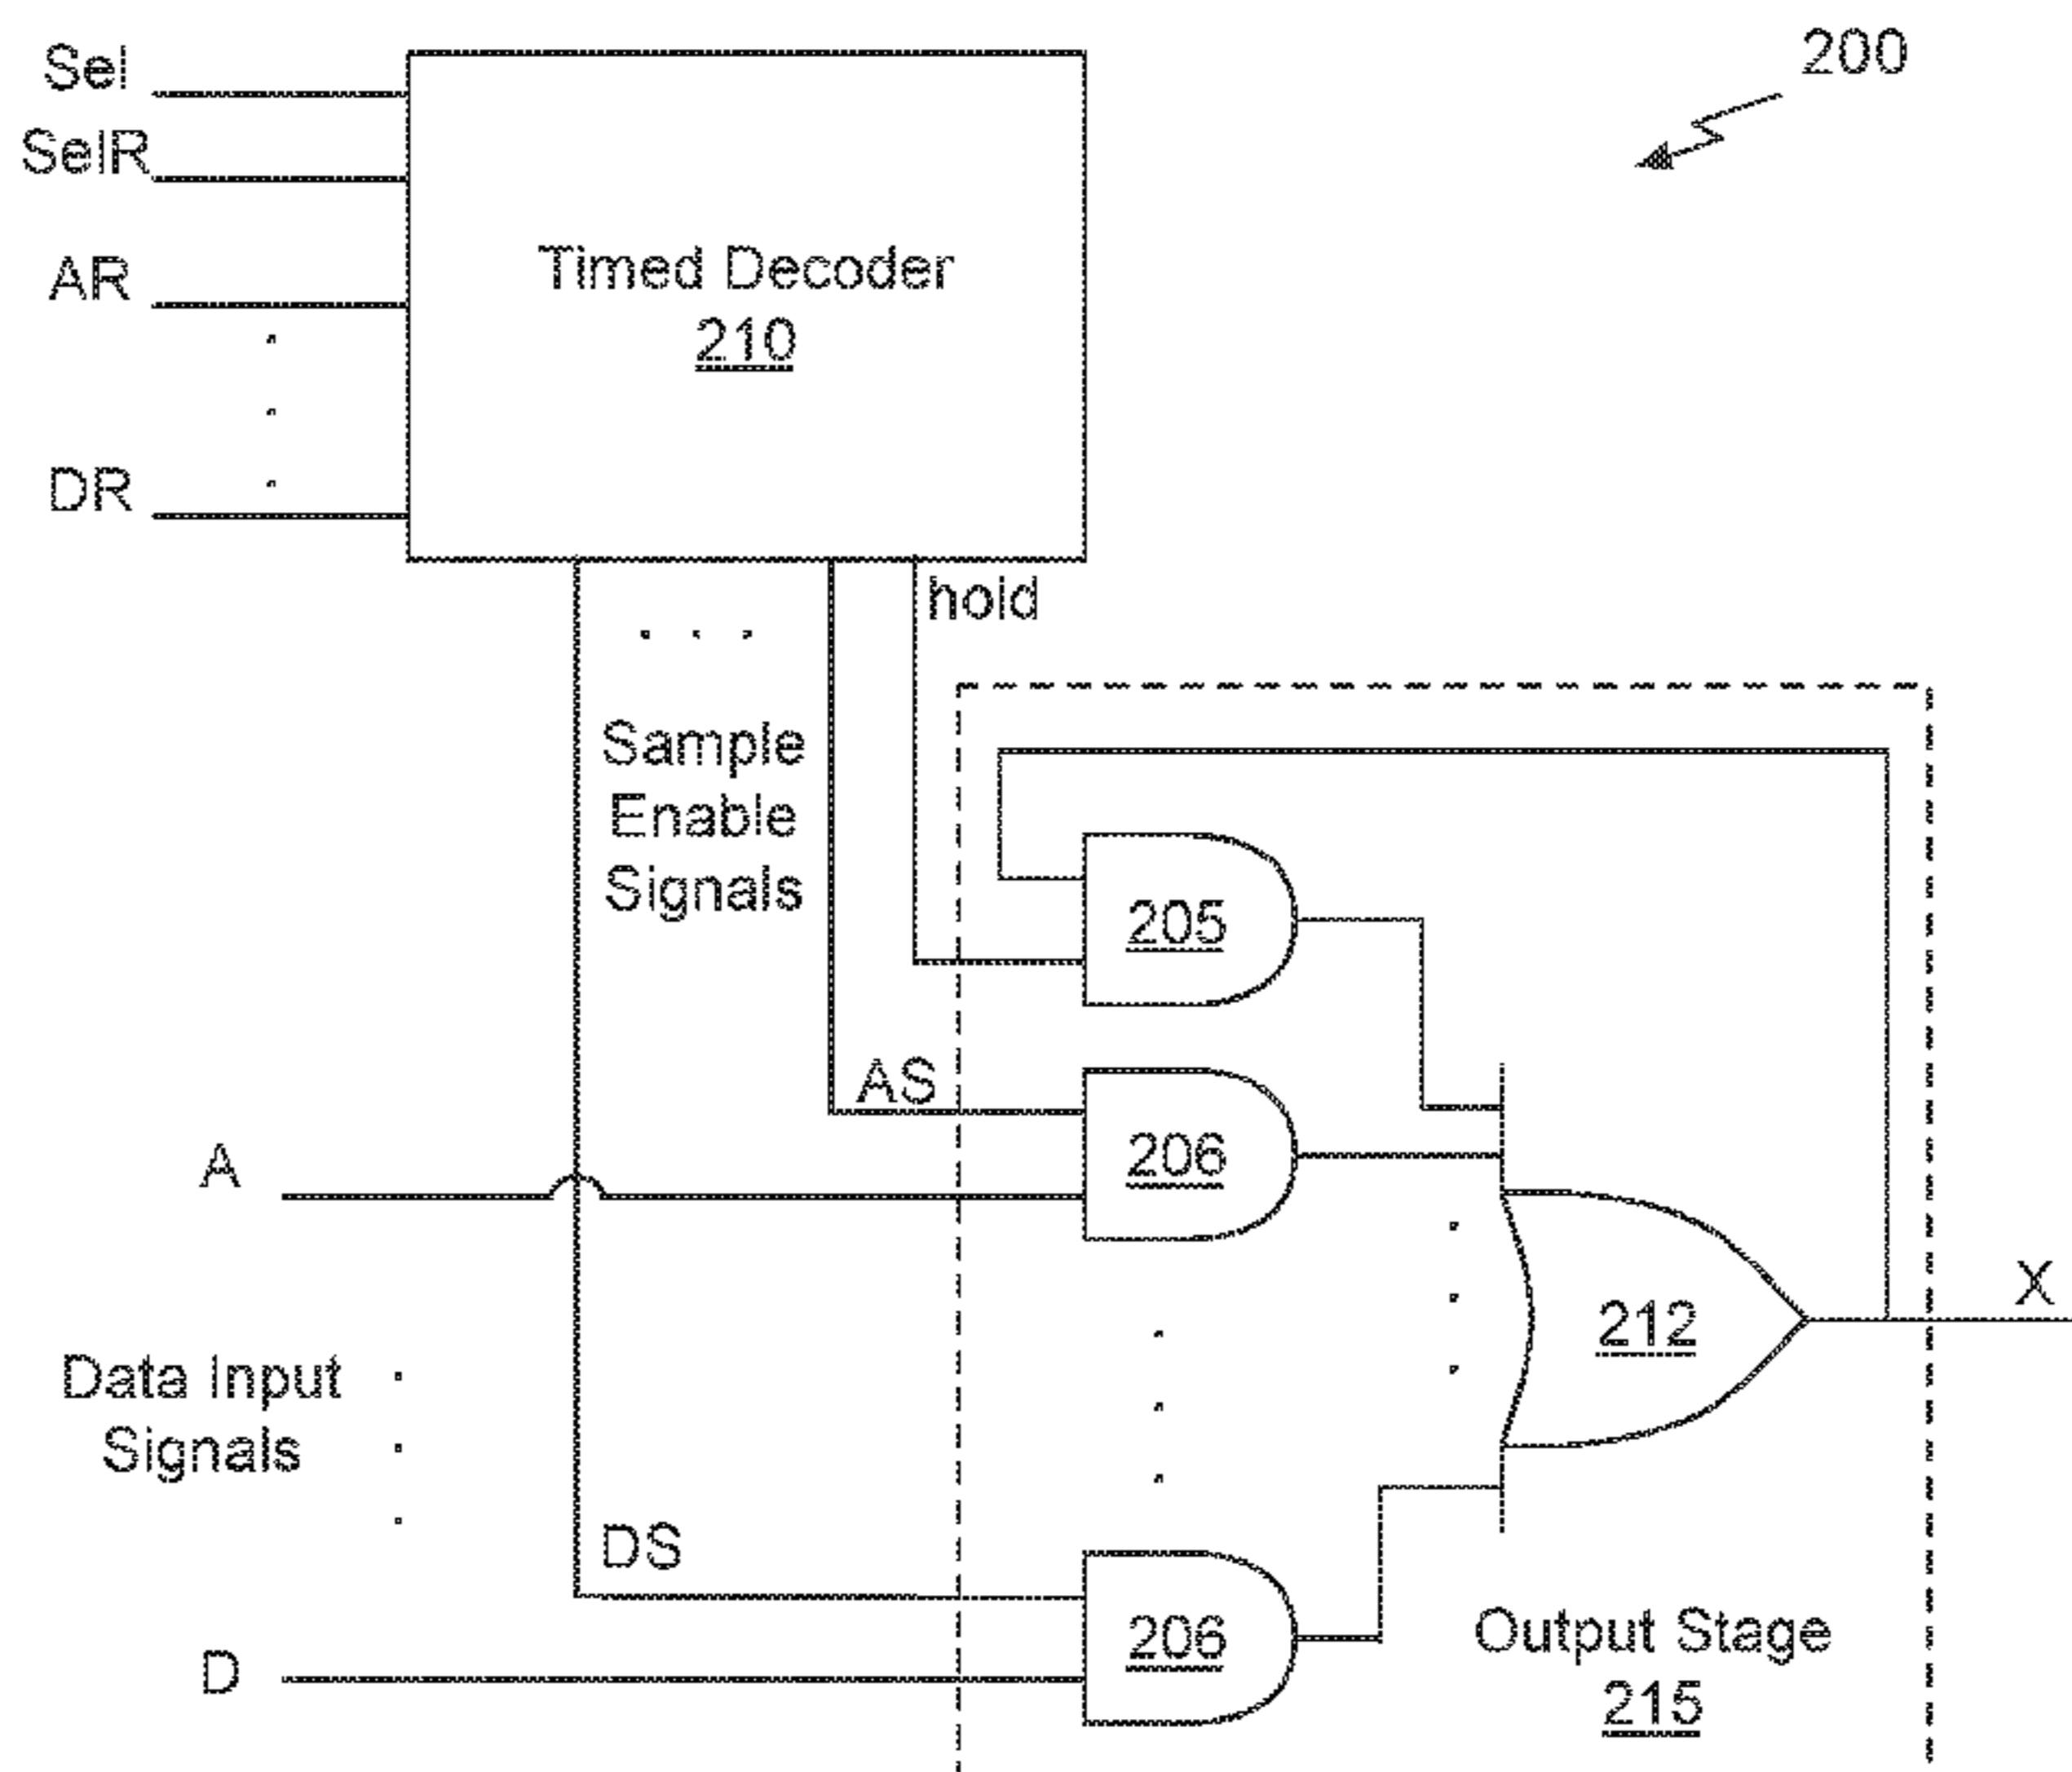 200
Sel
SelR
AR
DR
Timed Decoder
210
hold
Sample
Enable
Signals
205
AS
206
A
212
X
Data Input
Signals
DS
206
D
Output Stage
215